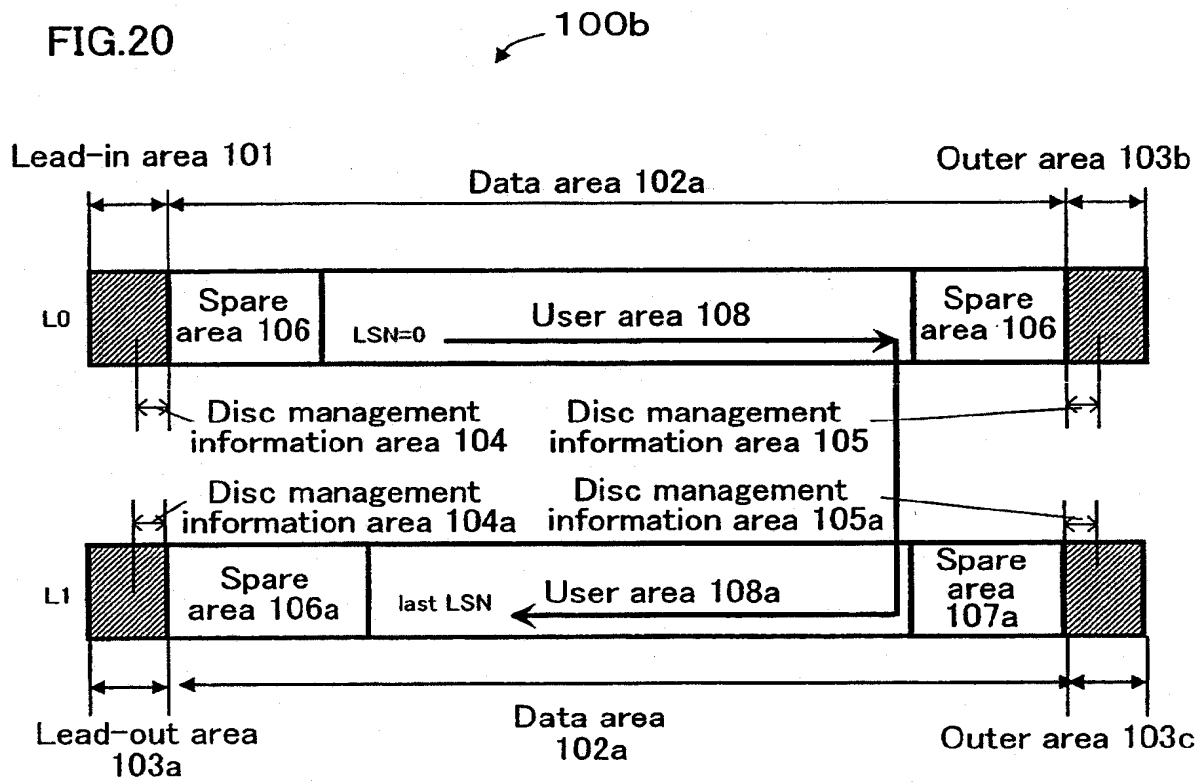 FIG.20
100b
Lead-in area 101
Data area 102a
Outer area 103b
L0
Spare
area 106
LSN=0
User area 108
Spare
area 106
Disc management
information area 104
Disc management
information area 105
Disc management
information area 104a
Disc management
information area 105a
L1
Spare
area 106a
last LSN
User area 108a
Spare
area
107a
Lead-out area
103a
Data area
102a
Outer area 103c